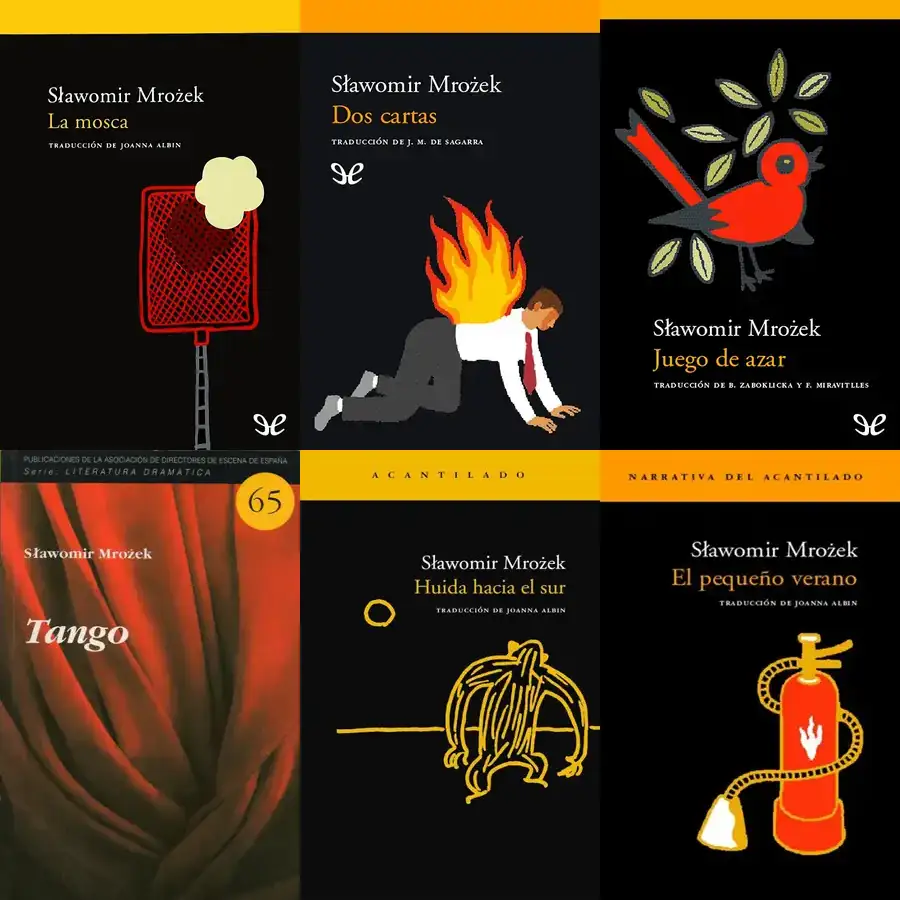 Sławomir Mrożek
La mosca
TRADUCCIÓN DE JOANNA ALBIN
Sławomir Mrożek
Dos cartas
TRADUCCIÓN DE J. M. DE SAGARRA
Sławomir Mrożek
Juego de azar
TRADUCCIÓN DE B. ZABOKLICKA Y F. MIRAVITLLES
PUBLICACIONES DE LA ASOCIACIÓN DE DIRECTORES DE ESCENA DE ESPAÑA
Serie: LITERATURA DRAMÁTICA
65
Sławomir Mrożek
Tango
ACANTILADO
Sławomir Mrożek
Huida hacia el sur
TRADUCCIÓN DE JOANNA ALBIN
NARRATIVA DEL ACANTILADO
Sławomir Mrożek
El pequeño verano
TRADUCCIÓN DE JOANNA ALBIN